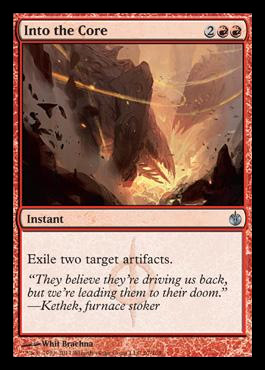 Into the Core
2
Instant
Exile two target artifacts.
“They believe they’re driving us back,
but we’re leading them to their doom.”
—Kethek, furnace stoker
Whit Brachna